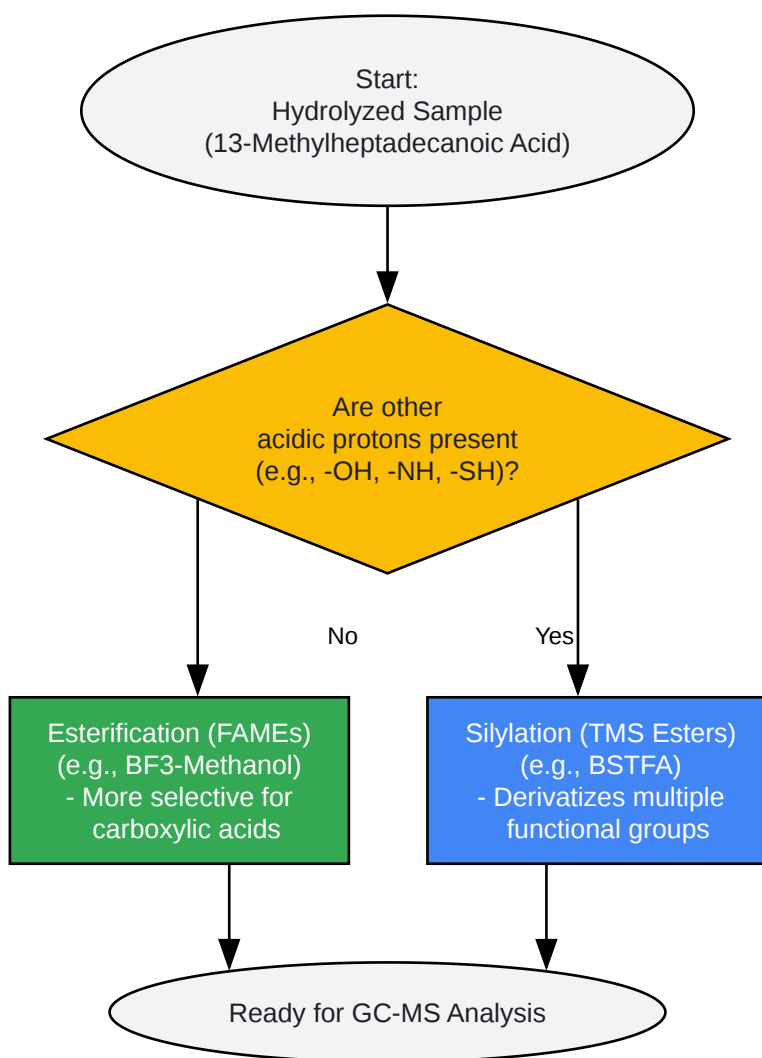 Start:
Hydrolyzed Sample
(13-Methylheptadecanoic Acid)
Are other
acidic protons present
(e.g., -OH, -NH, -SH)?
No
Yes
Esterification (FAMEs)
(e.g., BF3-Methanol)
- More selective for
carboxylic acids
Silylation (TMS Esters)
(e.g., BSTFA)
- Derivatizes multiple
functional groups
Ready for GC-MS Analysis